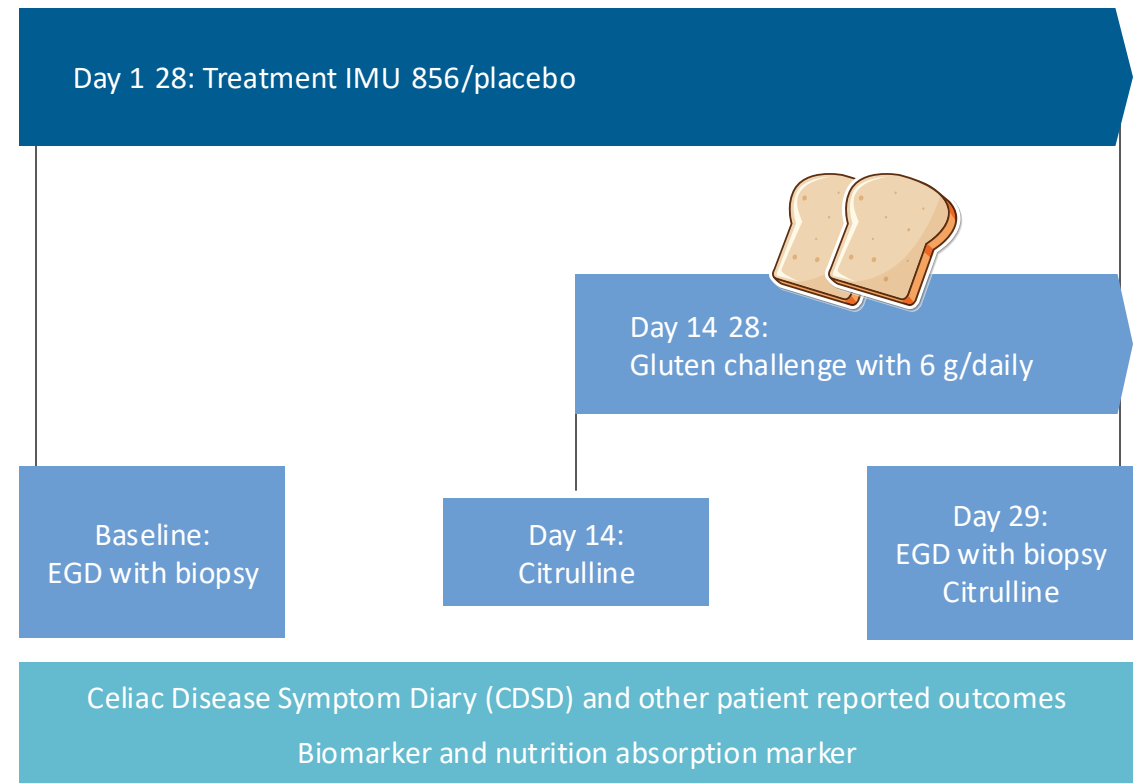 Day 1 28: Treatment IMU 856/placebo
Day 14 28:
Gluten challenge with 6 g/daily
Baseline:
EGD with biopsy
Day 14:
Citrulline
Day 29:
EGD with biopsy
Citrulline
Celiac Disease Symptom Diary (CDSD) and other patient reported outcomes
Biomarker and nutrition absorption marker